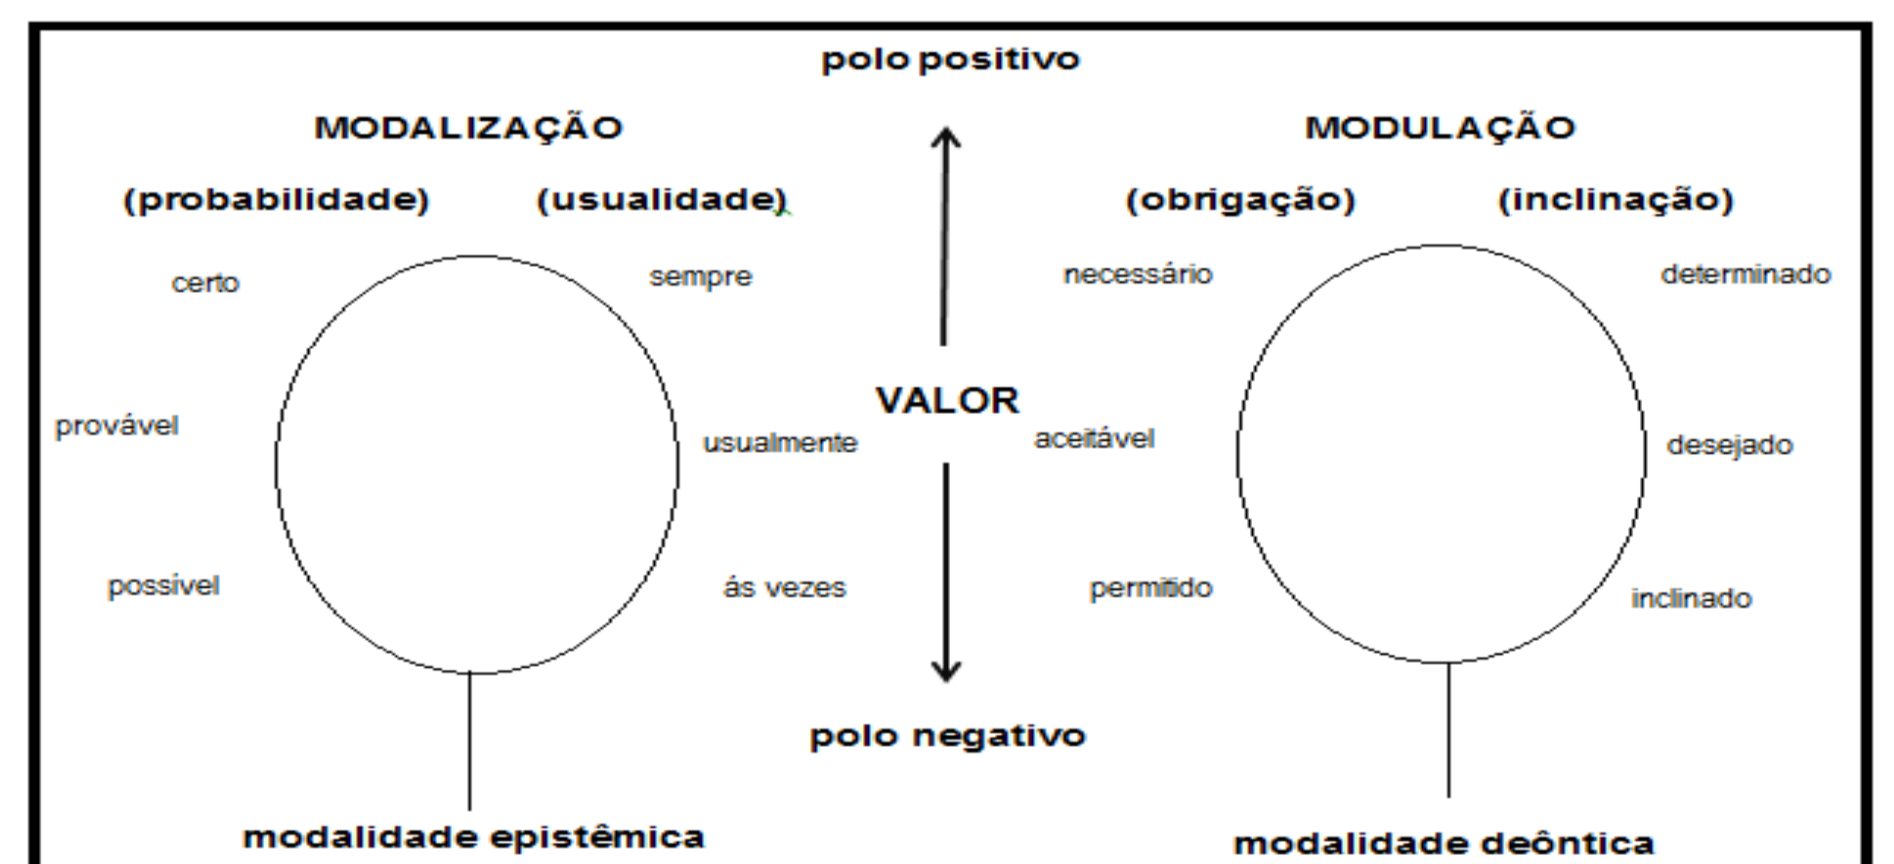 polo positivo
MODALIZAÇÃO
MODULAÇÃO
(probabilidade) (usualidade)
(obrigação) (inclinação)
certo
sempre
necessário
determinado
VALOR
provável
usualmente
aceitável
desejado
possível
ás vezes
permitido
inclinado
polo negativo
modalidade epistêmica
modalidade deôntica